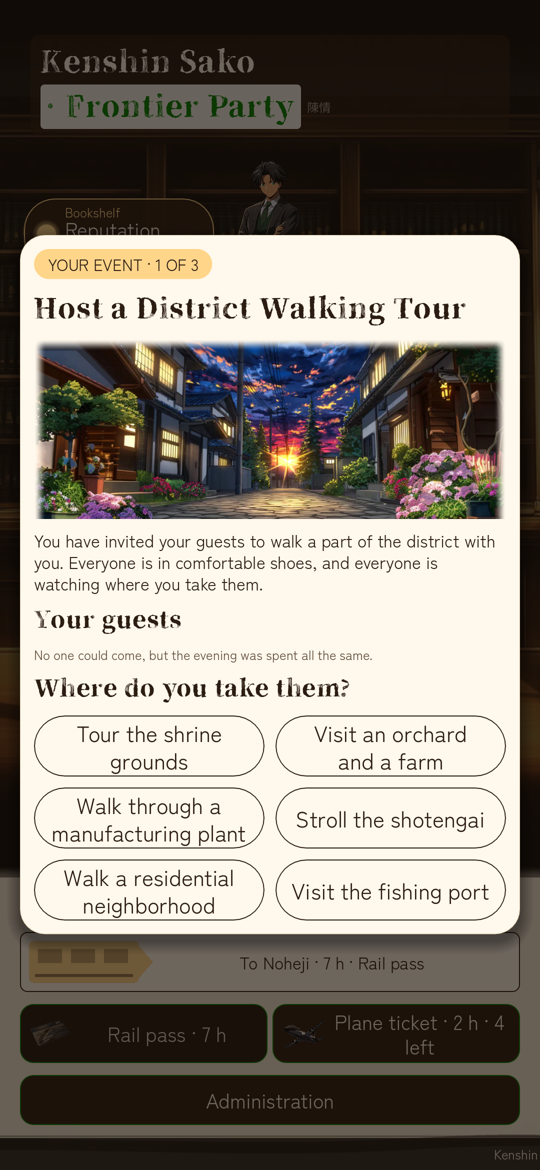 Kenshin Sako
· Frontier Party 陳情
Bookshelf
Reputation
YOUR EVENT · 1 OF 3
Host a District Walking Tour
You have invited your guests to walk a part of the district with
you. Everyone is in comfortable shoes, and everyone is
watching where you take them.
Your guests
No one could come, but the evening was spent all the same.
Where do you take them?
Tour the shrine
grounds
Visit an orchard
and a farm
Walk through a
manufacturing plant
Stroll the shotengai
Walk a residential
neighborhood
Visit the fishing port
To Noheji · 7 h · Rail pass
Rail pass · 7 h
Plane ticket · 2 h · 4
left
Administration
Kenshin